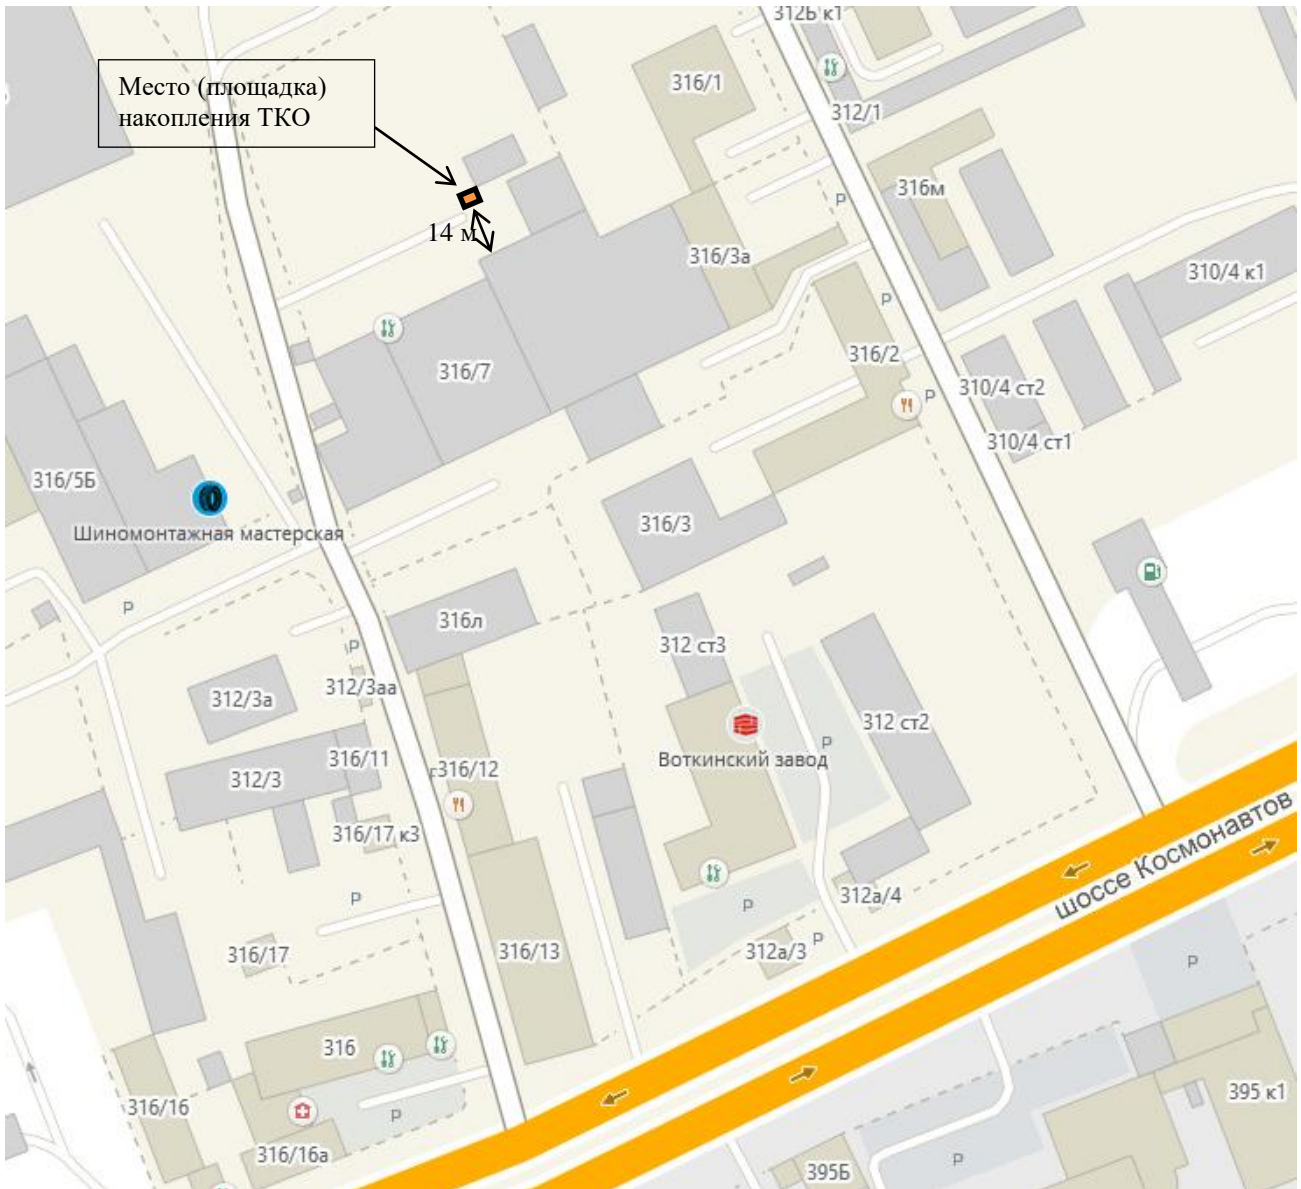 312Б к1
Место (площадка)
накопления ТКО
316/1
312/1
316м
P
14 м
316/3а
310/4 к1
P
316/2
316/7
P
310/4 ст2
310/4 ст1
316/5Б
316/3
Шиномонтажная мастерская
P
316л
312 ст3
P
312/3а
312/3аа
312 ст2
P
Воткинский завод
316/11
316/12
312/3
316/17 к3
шоссе Космонавтов
P
P
312а/4
P
316/17
316/13
312а/3
P
316
395 к1
316/16
P
316/16а
P
395Б